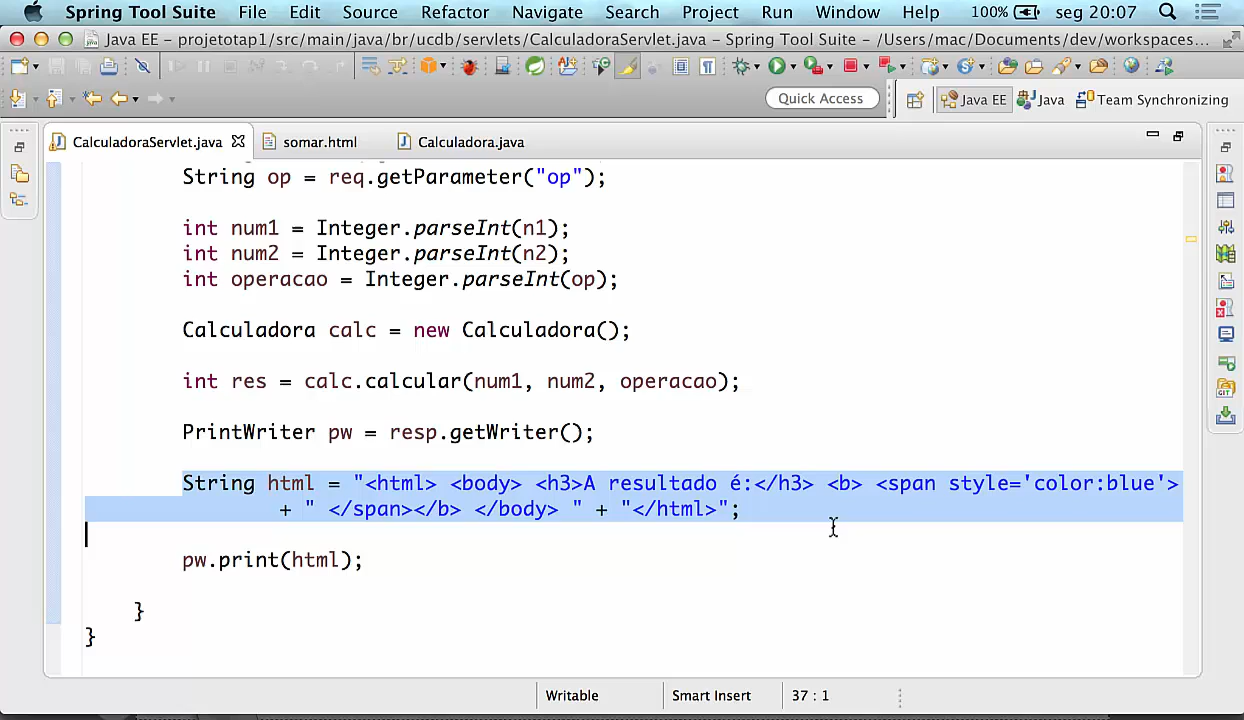 Spring Tool Suite File Edit Source Refactor Navigate Search Project Run Window Help 100% seg 20:07
Java EE - projetotap1/src/main/java/br/ucdb/servlets/CalculadoraServlet.java - Spring Tool Suite - /Users/mac/Documents/dev/workspaces...
Quick Access Java EE Java Team Synchronizing
CalculadoraServlet.java somar.html Calculadora.java
String op = req.getParameter("op");
int num1 = Integer.parseInt(n1);
int num2 = Integer.parseInt(n2);
int operacao = Integer.parseInt(op);
Calculadora calc = new Calculadora();
int res = calc.calcular(num1, num2, operacao);
PrintWriter pw = resp.getWriter();
String html = "<html> <body> <h3>A resultado é:</h3> <b> <span style='color:blue'>
+ " </span></b> </body> " + "</html>";
pw.print(html);
}
}
Writable Smart Insert 37 : 1